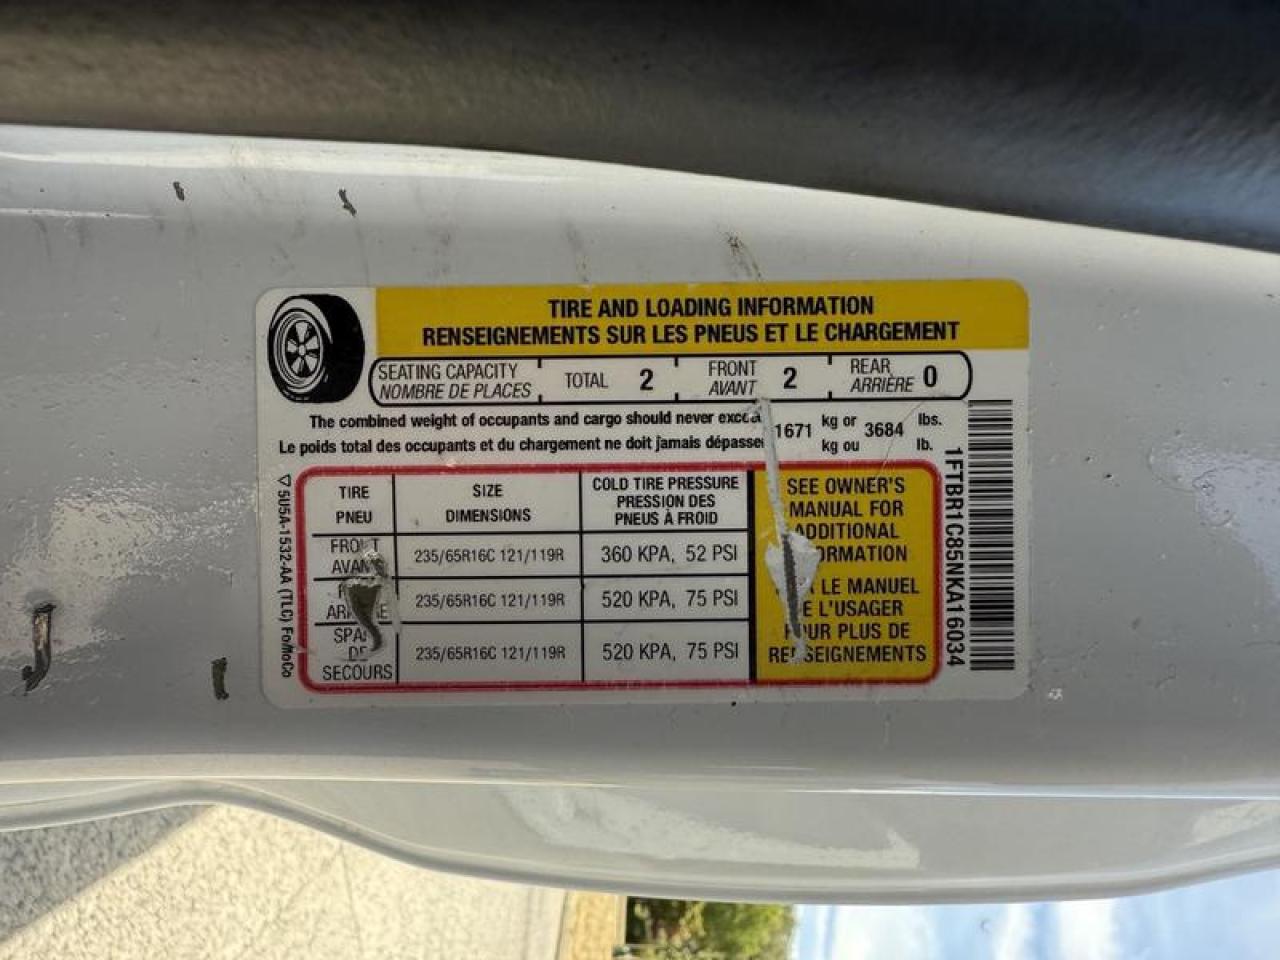 TIRE AND LOADING INFORMATION
RENSEIGNEMENTS SUR LES PNEUS ET LE CHARGEMENT
SEATING CAPACITY TOTAL 2 FRONT 2 REAR 0
NOMBRE DE PLACES AVANT ARRIÈRE
The combined weight of occupants and cargo should never 1671 kg or 3684 lbs.
Le poids total des occupants et du chargement ne doit jamais kg ou lb.
TIRE SIZE COLD TIRE PRESSURE
PNEU DIMENSIONS PRESSION DES
PNEUS À FROID
FRONT 235/65R16C 121/119R 360 KPA, 52 PSI
AVANT
235/65R16C 121/119R 520 KPA, 75 PSI
235/65R16C 121/119R 520 KPA, 75 PSI
DE
SECOURS
SEE OWNER'S
MANUAL FOR
ADDITIONAL
LE MANUEL
L'USAGER
POUR PLUS DE
RENSEIGNEMENTS
5U5A-1532-AA (TLC) FoMoCo
1FTBR1C85NKA16034